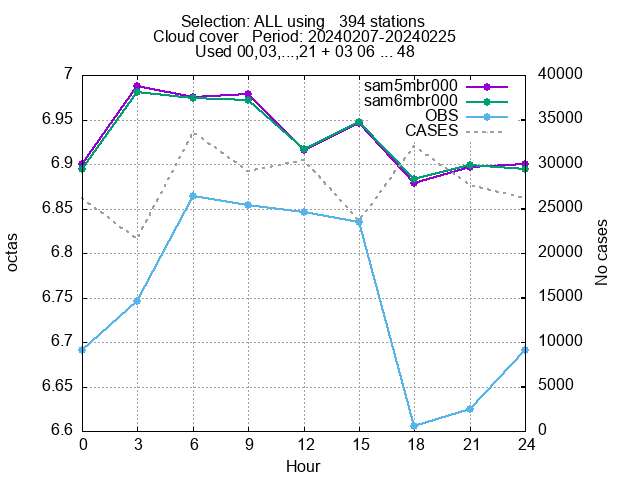 Selection: ALL using   394 stations
Cloud cover   Period: 20240207-20240225
Used 00,03,...,21 + 03 06 ... 48
7
6.95
6.9
6.85
6.8
6.75
6.7
6.65
6.6
octas
sam5mbr000
sam6mbr000
OBS
CASES
40000
35000
30000
25000
20000
15000
10000
5000
0
No cases
0 3 6 9 12 15 18 21 24
Hour